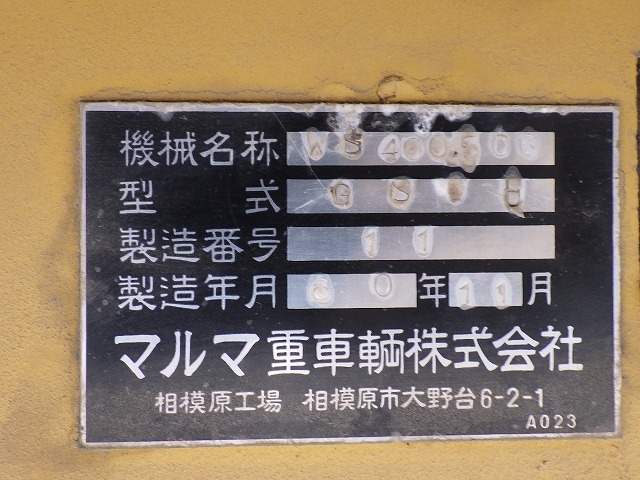 機械名称
型式
製造番号 11
製造年月 60年11月
マルマ重車輌株式会社
相模原工場 相模原市大野台6-2-1
A023